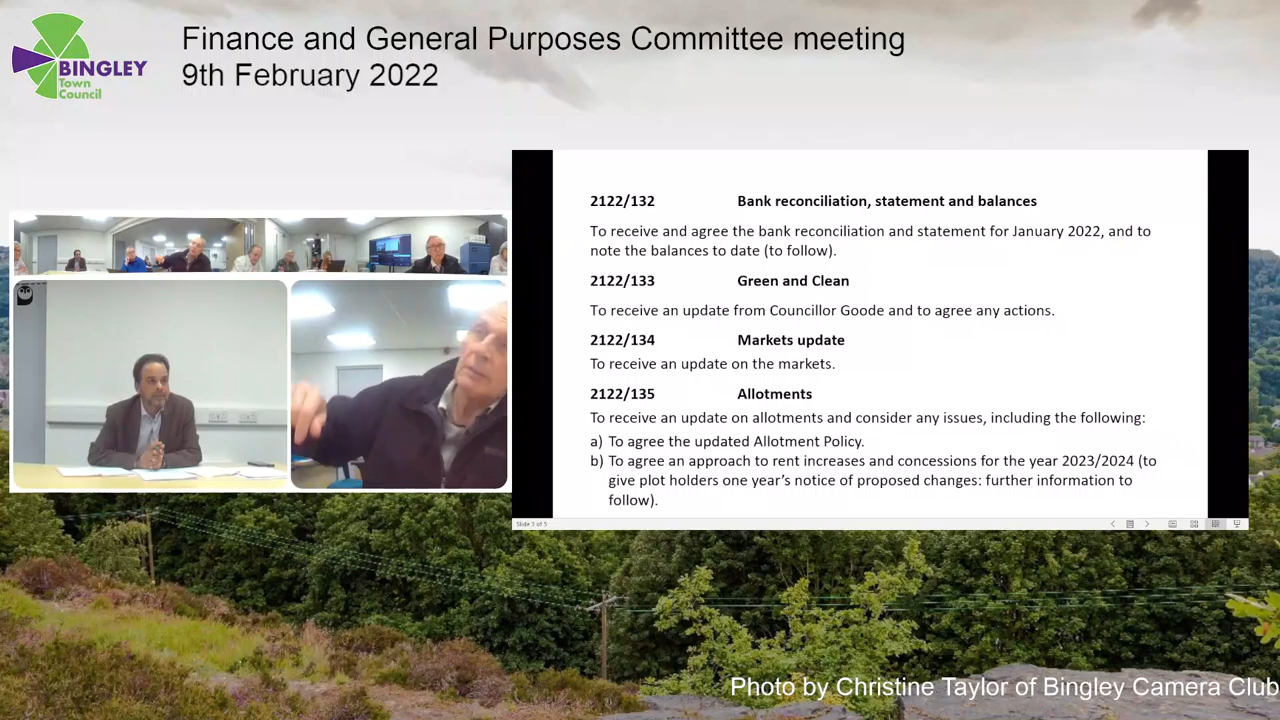 BINGLEY
Town
Council
Finance and General Purposes Committee meeting
9th February 2022
2122/132 Bank reconciliation, statement and balances
To receive and agree the bank reconciliation and statement for January 2022, and to
note the balances to date (to follow).
2122/133 Green and Clean
To receive an update from Councillor Goode and to agree any actions.
2122/134 Markets update
To receive an update on the markets.
2122/135 Allotments
To receive an update on allotments and consider any issues, including the following:
a) To agree the updated Allotment Policy.
b) To agree an approach to rent increases and concessions for the year 2023/2024 (to
give plot holders one year's notice of proposed changes: further information to
follow).
Photo by Christine Taylor of Bingley Camera Club